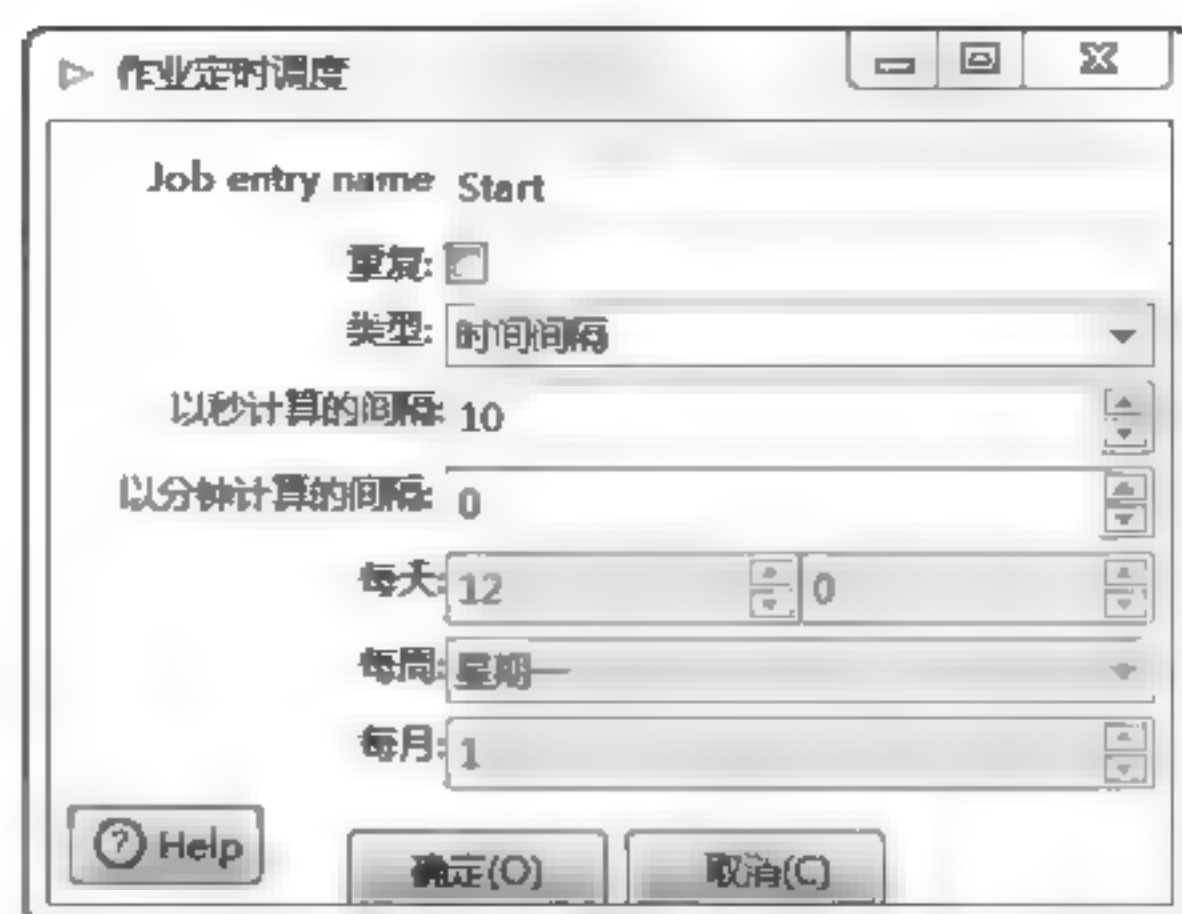 作业定时调度
Job entry name Start
重复:
类型: 时间间隔
以秒计算的间隔: 10
以分钟计算的间隔: 0
每天: 12 0
每周: 星期一
每月: 1
Help
确定(O) 取消(C)